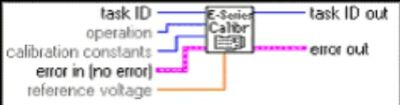 task ID
operation
calibration constants
error in (no error)
reference voltage
E-Series
Calibr
task ID out
error out